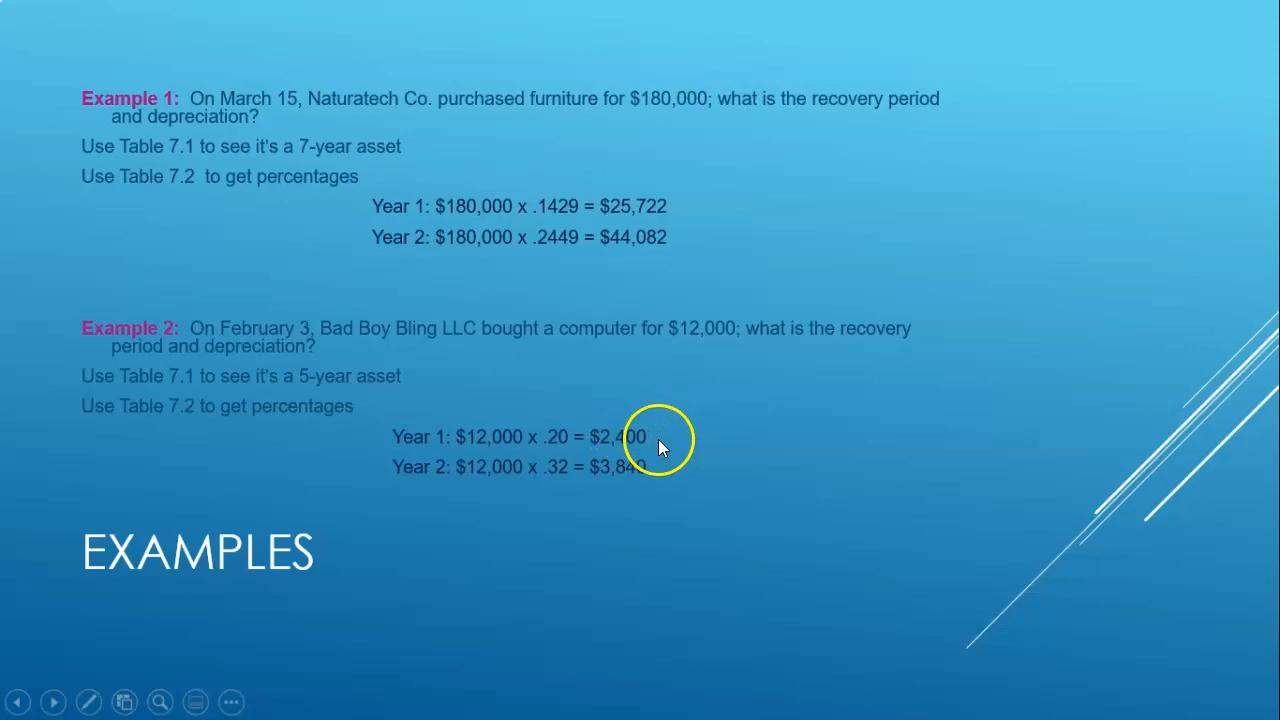 Example 1:  On March 15, Naturatech Co. purchased furniture for $180,000; what is the recovery period
and depreciation?
Use Table 7.1 to see it's a 7-year asset
Use Table 7.2  to get percentages
Year 1: $180,000 x .1429 = $25,722
Year 2: $180,000 x .2449 = $44,082
Example 2:  On February 3, Bad Boy Bling LLC bought a computer for $12,000; what is the recovery
period and depreciation?
Use Table 7.1 to see it's a 5-year asset
Use Table 7.2 to get percentages
Year 1: $12,000 x .20 = $2,400
Year 2: $12,000 x .32 = $3,840
EXAMPLES